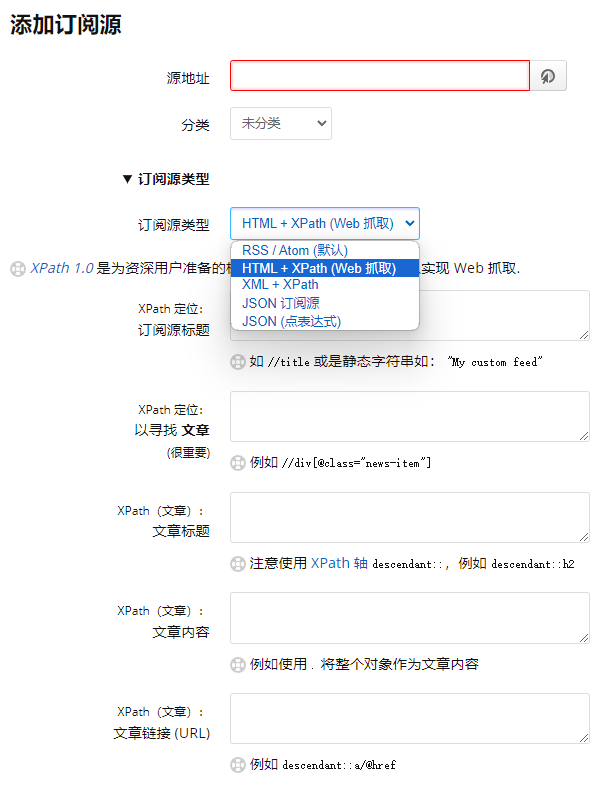 添加订阅源
源地址
分类 未分类
▼ 订阅源类型
订阅源类型 HTML + XPath (Web 抓取)
RSS / Atom (默认)
HTML + XPath (Web 抓取)
XML + XPath
JSON 订阅源
JSON (点表达式)
XPath 1.0 是为资深用户准备的 实现 Web 抓取.
XPath 定位：
订阅源标题
如 //title 或是静态字符串如： "My custom feed"
XPath 定位：
以寻找 文章
(很重要)
例如 //div[@class="news-item"]
XPath（文章）：
文章标题
注意使用 XPath 轴 descendant::，例如 descendant::h2
XPath（文章）：
文章内容
例如使用 . 将整个对象作为文章内容
XPath（文章）：
文章链接 (URL)
例如 descendant::a/@href